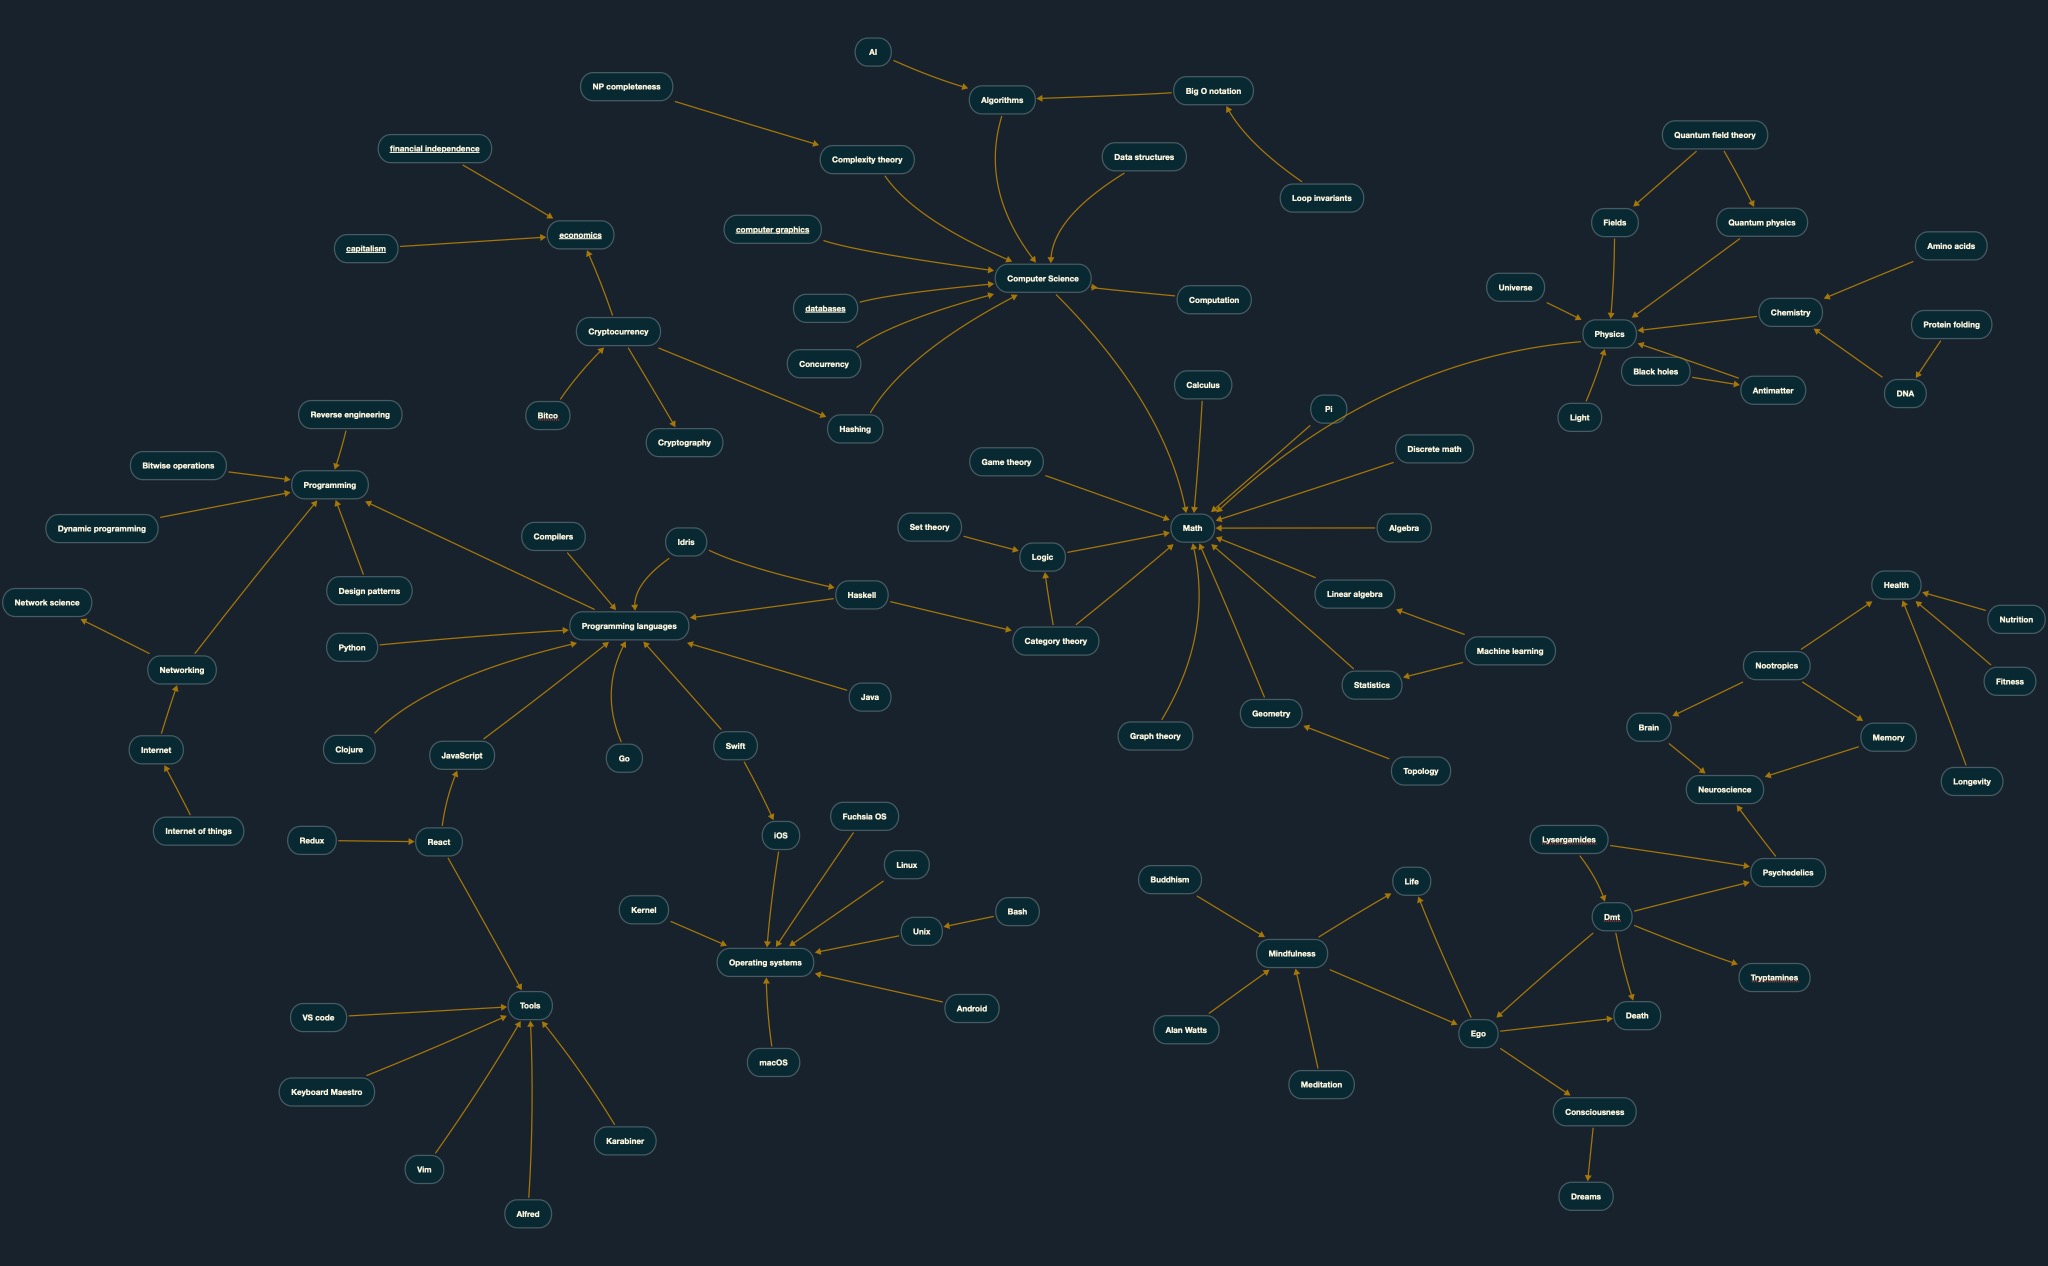 AI
NP completeness
Big O notation
Algorithms
Quantum field theory
financial independence
Data structures
Complexity theory
Loop invariants
Fields
Quantum physics
computer graphics
economics
capitalism
Amino acids
Computer Science
Universe
Computation
databases
Chemistry
Protein folding
Cryptocurrency
Physics
Concurrency
Black holes
Calculus
Antimatter
DNA
Pi
Reverse engineering
Bitco
Light
Hashing
Cryptography
Discrete math
Game theory
Bitwise operations
Programming
Dynamic programming
Set theory
Math
Algebra
Compilers
Idris
Logic
Health
Design patterns
Linear algebra
Haskell
Network science
Nutrition
Programming languages
Category theory
Python
Machine learning
Nootropics
Networking
Fitness
Statistics
Java
Geometry
Brain
Graph theory
Memory
Swift
Internet
Clojure
JavaScript
Go
Topology
Longevity
Neuroscience
Fuchsia OS
Internet of things
iOS
Redux
React
Lysergamides
Linux
Psychedelics
Buddhism
Life
Kernel
Bash
Dmt
Unix
Mindfulness
Operating systems
Tryptamines
Tools
Android
VS code
Death
Alan Watts
Ego
macOS
Meditation
Keyboard Maestro
Consciousness
Karabiner
Vim
Dreams
Alfred